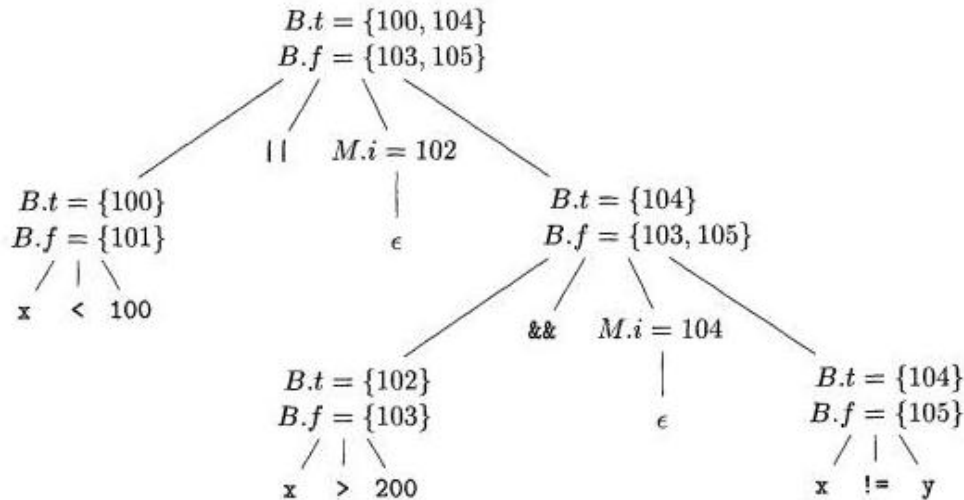 B.t = {100, 104}
B.f = {103, 105}
|| M.i = 102
B.t = {100}
B.f = {101}
ϵ
B.t = {104}
B.f = {103, 105}
x < 100
&& M.i = 104
B.t = {102}
B.f = {103}
ϵ
B.t = {104}
B.f = {105}
x > 200
x != y